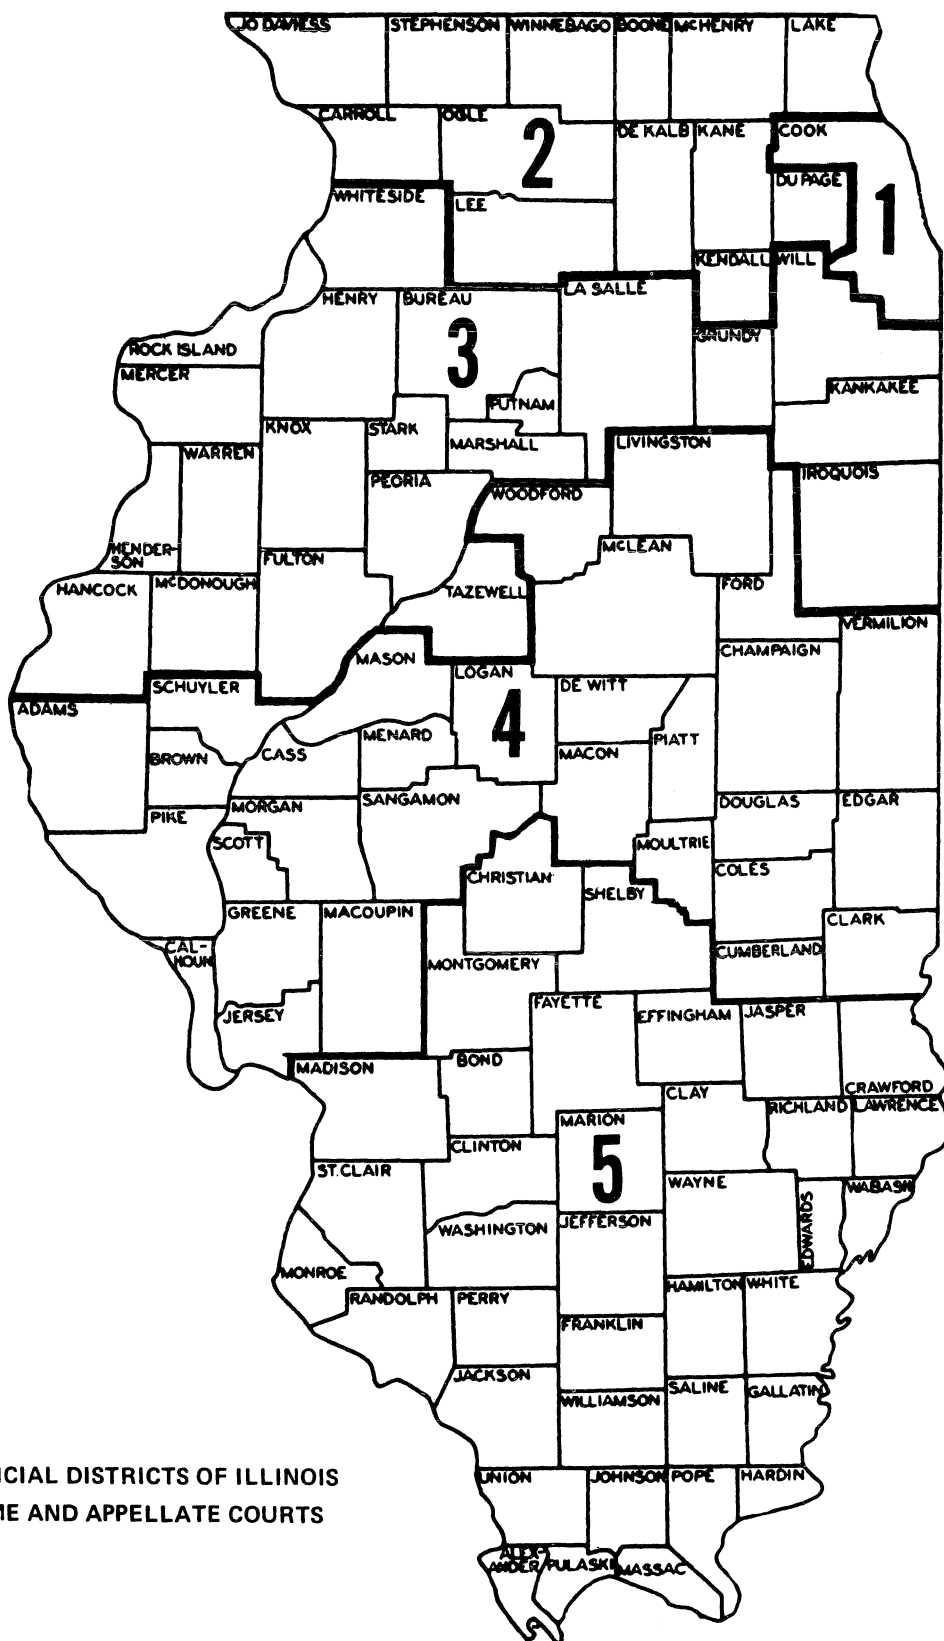 JO DAVIESS STEPHENSON WINNEBAGO BOONE McHENRY LAKE
CARROLL OGLE DE KALB KANE COOK
2
DU PAGE
1
WHITESIDE LEE
KENDALL WILL
LA SALLE
HENRY BUREAU
3
GRUNDY
ROCK ISLAND
MERCER
KANKAKEE
PUTNAM
KNOX STARK
MARSHALL LIVINGSTON
WARREN
PEORIA IROQUOIS
WOODFORD
HENDER-
SON
FULTON McLEAN
HANCOCK McDONOUGH TAZEWELL FORD
VERMILION
MASON CHAMPAIGN
LOGAN
SCHUYLER DE WITT
ADAMS
4
MENARD PIATT
BROWN CASS MACON
MORGAN SANGAMON DOUGLAS EDGAR
PIKE
SCOTT MOULTRIE
CHRISTIAN COLES
SHELBY
GREENE MACOUPIN CLARK
CAL-
HOUN
CUMBERLAND
MONTGOMERY
FAYETTE
JERSEY EFFINGHAM JASPER
MADISON BOND
CRAWFORD
CLAY
RICHLAND LAWRENCE
MARION
CLINTON
5
ST. CLAIR
WAYNE WABASH
EDWARDS
WASHINGTON JEFFERSON
MONROE
HAMILTON WHITE
RANDOLPH PERRY
FRANKLIN
JACKSON
SALINE GALLATIN
WILLIAMSON
UNION JOHNSON POPE HARDIN
ICIAL DISTRICTS OF ILLINOIS
ME AND APPELLATE COURTS
ALEX-
ANDER PULASKI MASSAC